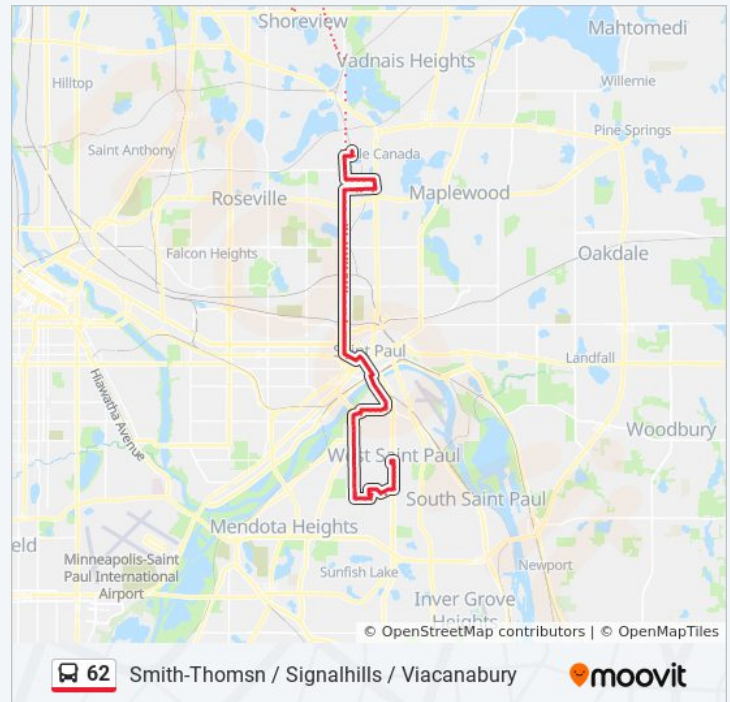 Shoreview
Mahtomedi
Vadnais Heights
Hilltop
Willernie
Pine Springs
Saint Anthony
le Canada
Roseville
Maplewood
Falcon Heights
Oakdale
Saint Paul
Landfall
Hiawatha Avenue
Woodbury
West Saint Paul
South Saint Paul
Mendota Heights
eld
Minneapolis-Saint
Paul International
Airport
Sunfish Lake
Newport
Inver Grove
Heights
© OpenStreetMap contributors | © OpenMapTiles
62 Smith-Thomsn / Signalhills / Viacanabury
moovit